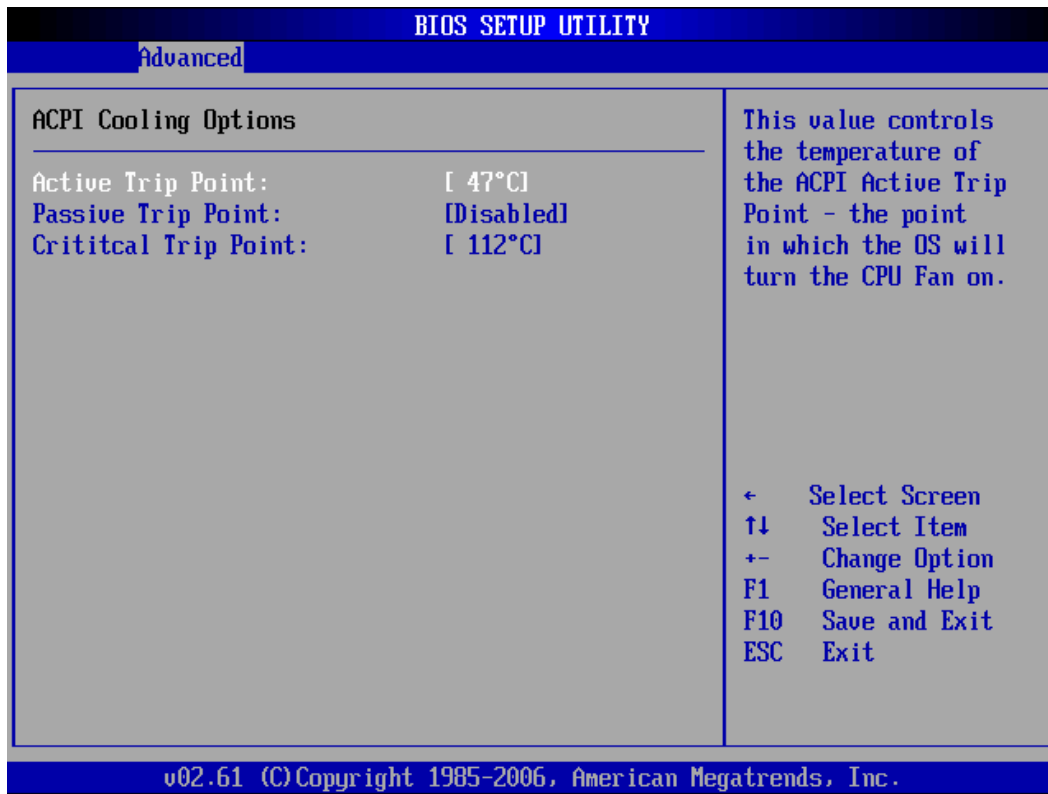 BIOS SETUP UTILITY
Advanced
ACPI Cooling Options
Active Trip Point: [ 47°C]
Passive Trip Point: [Disabled]
Crititcal Trip Point: [ 112°C]
This value controls
the temperature of
the ACPI Active Trip
Point - the point
in which the OS will
turn the CPU Fan on.
← Select Screen
↑↓ Select Item
+- Change Option
F1 General Help
F10 Save and Exit
ESC Exit
v02.61 (C)Copyright 1985-2006, American Megatrends, Inc.